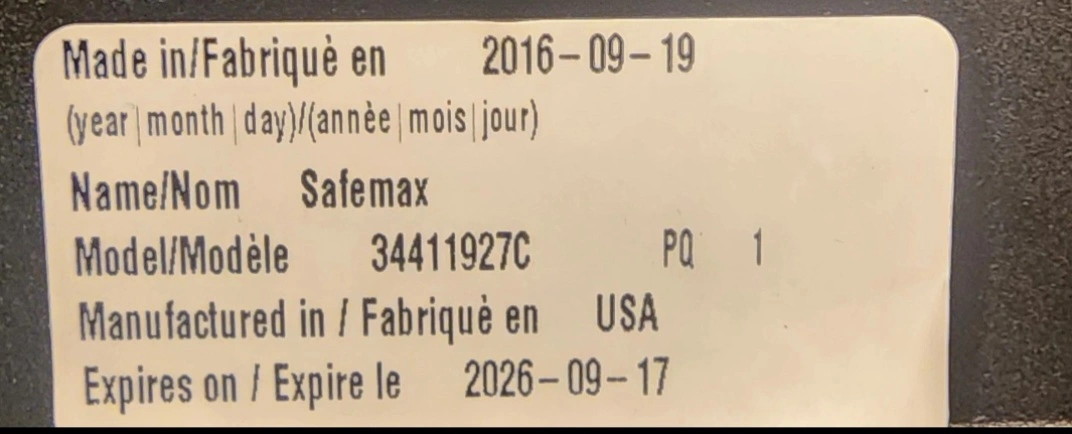 Made in/Fabriquè en 2016-09-19
(year|month|day)/(annèe|mois|jour)
Name/Nom Safemax
Model/Modèle 34411927C PQ 1
Manufactured in / Fabriquè en USA
Expires on / Expire le 2026-09-17